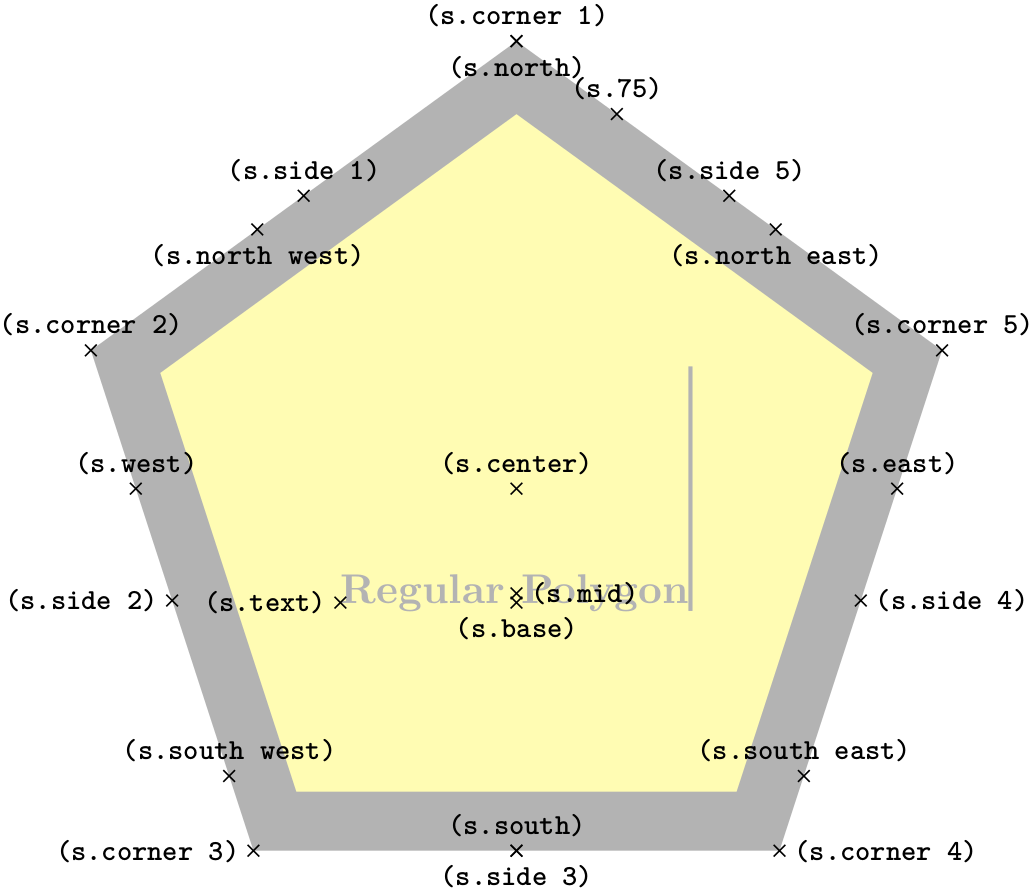 (s.corner 1)
(s.north)
(s.75)
(s.side 1)
(s.side 5)
(s.north west)
(s.north east)
(s.corner 2)
(s.corner 5)
(s.west)
(s.center)
(s.east)
Regular Polygon
(s.mid)
(s.side 2)
(s.text)
(s.side 4)
(s.base)
(s.south west)
(s.south east)
(s.south)
(s.corner 3)
(s.corner 4)
(s.side 3)